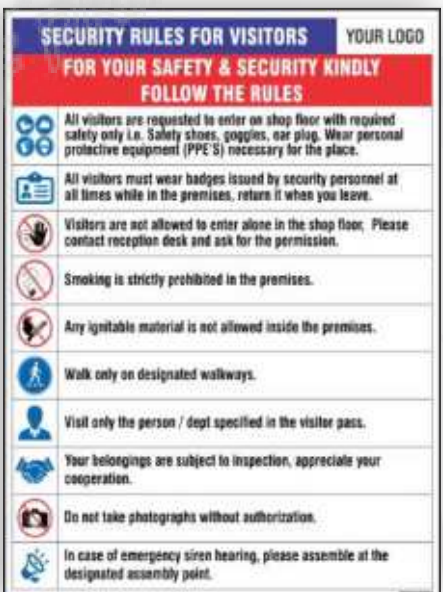 SECURITY RULES FOR VISITORS
YOUR LOGO
FOR YOUR SAFETY & SECURITY KINDLY
FOLLOW THE RULES
All visitors are requested to enter on shop floor with required
safety only i.e. Safety shoes, goggles, ear plug. Wear personal
protective equipment (PPE'S) necessary for the place.
All visitors must wear badges issued by security personnel at
all times while in the premises, return it when you leave.
Visitors are not allowed to enter alone in the shop floor, Please
contact reception desk and ask for the permission.
Smoking is strictly prohibited in the premises.
Any ignitable material is not allowed inside the premises.
Walk only on designated walkways.
Visit only the person / dept specified in the visitor pass.
Your belongings are subject to inspection, appreciate your
cooperation.
Do not take photographs without authorization.
In case of emergency siren hearing, please assemble at the
designated assembly point.